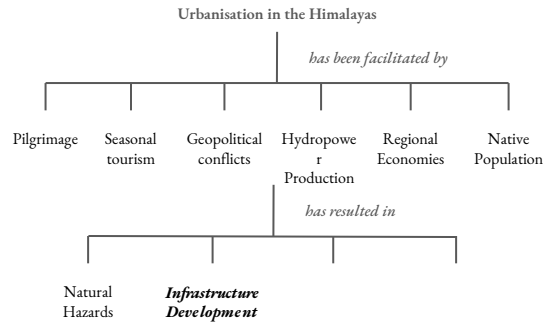 Urbanisation in the Himalayas
has been facilitated by
Pilgrimage
Seasonal
tourism
Geopolitical
conflicts
Hydropowe
r
Production
Regional
Economies
Native
Population
has resulted in
Natural
Hazards
Infrastructure
Development